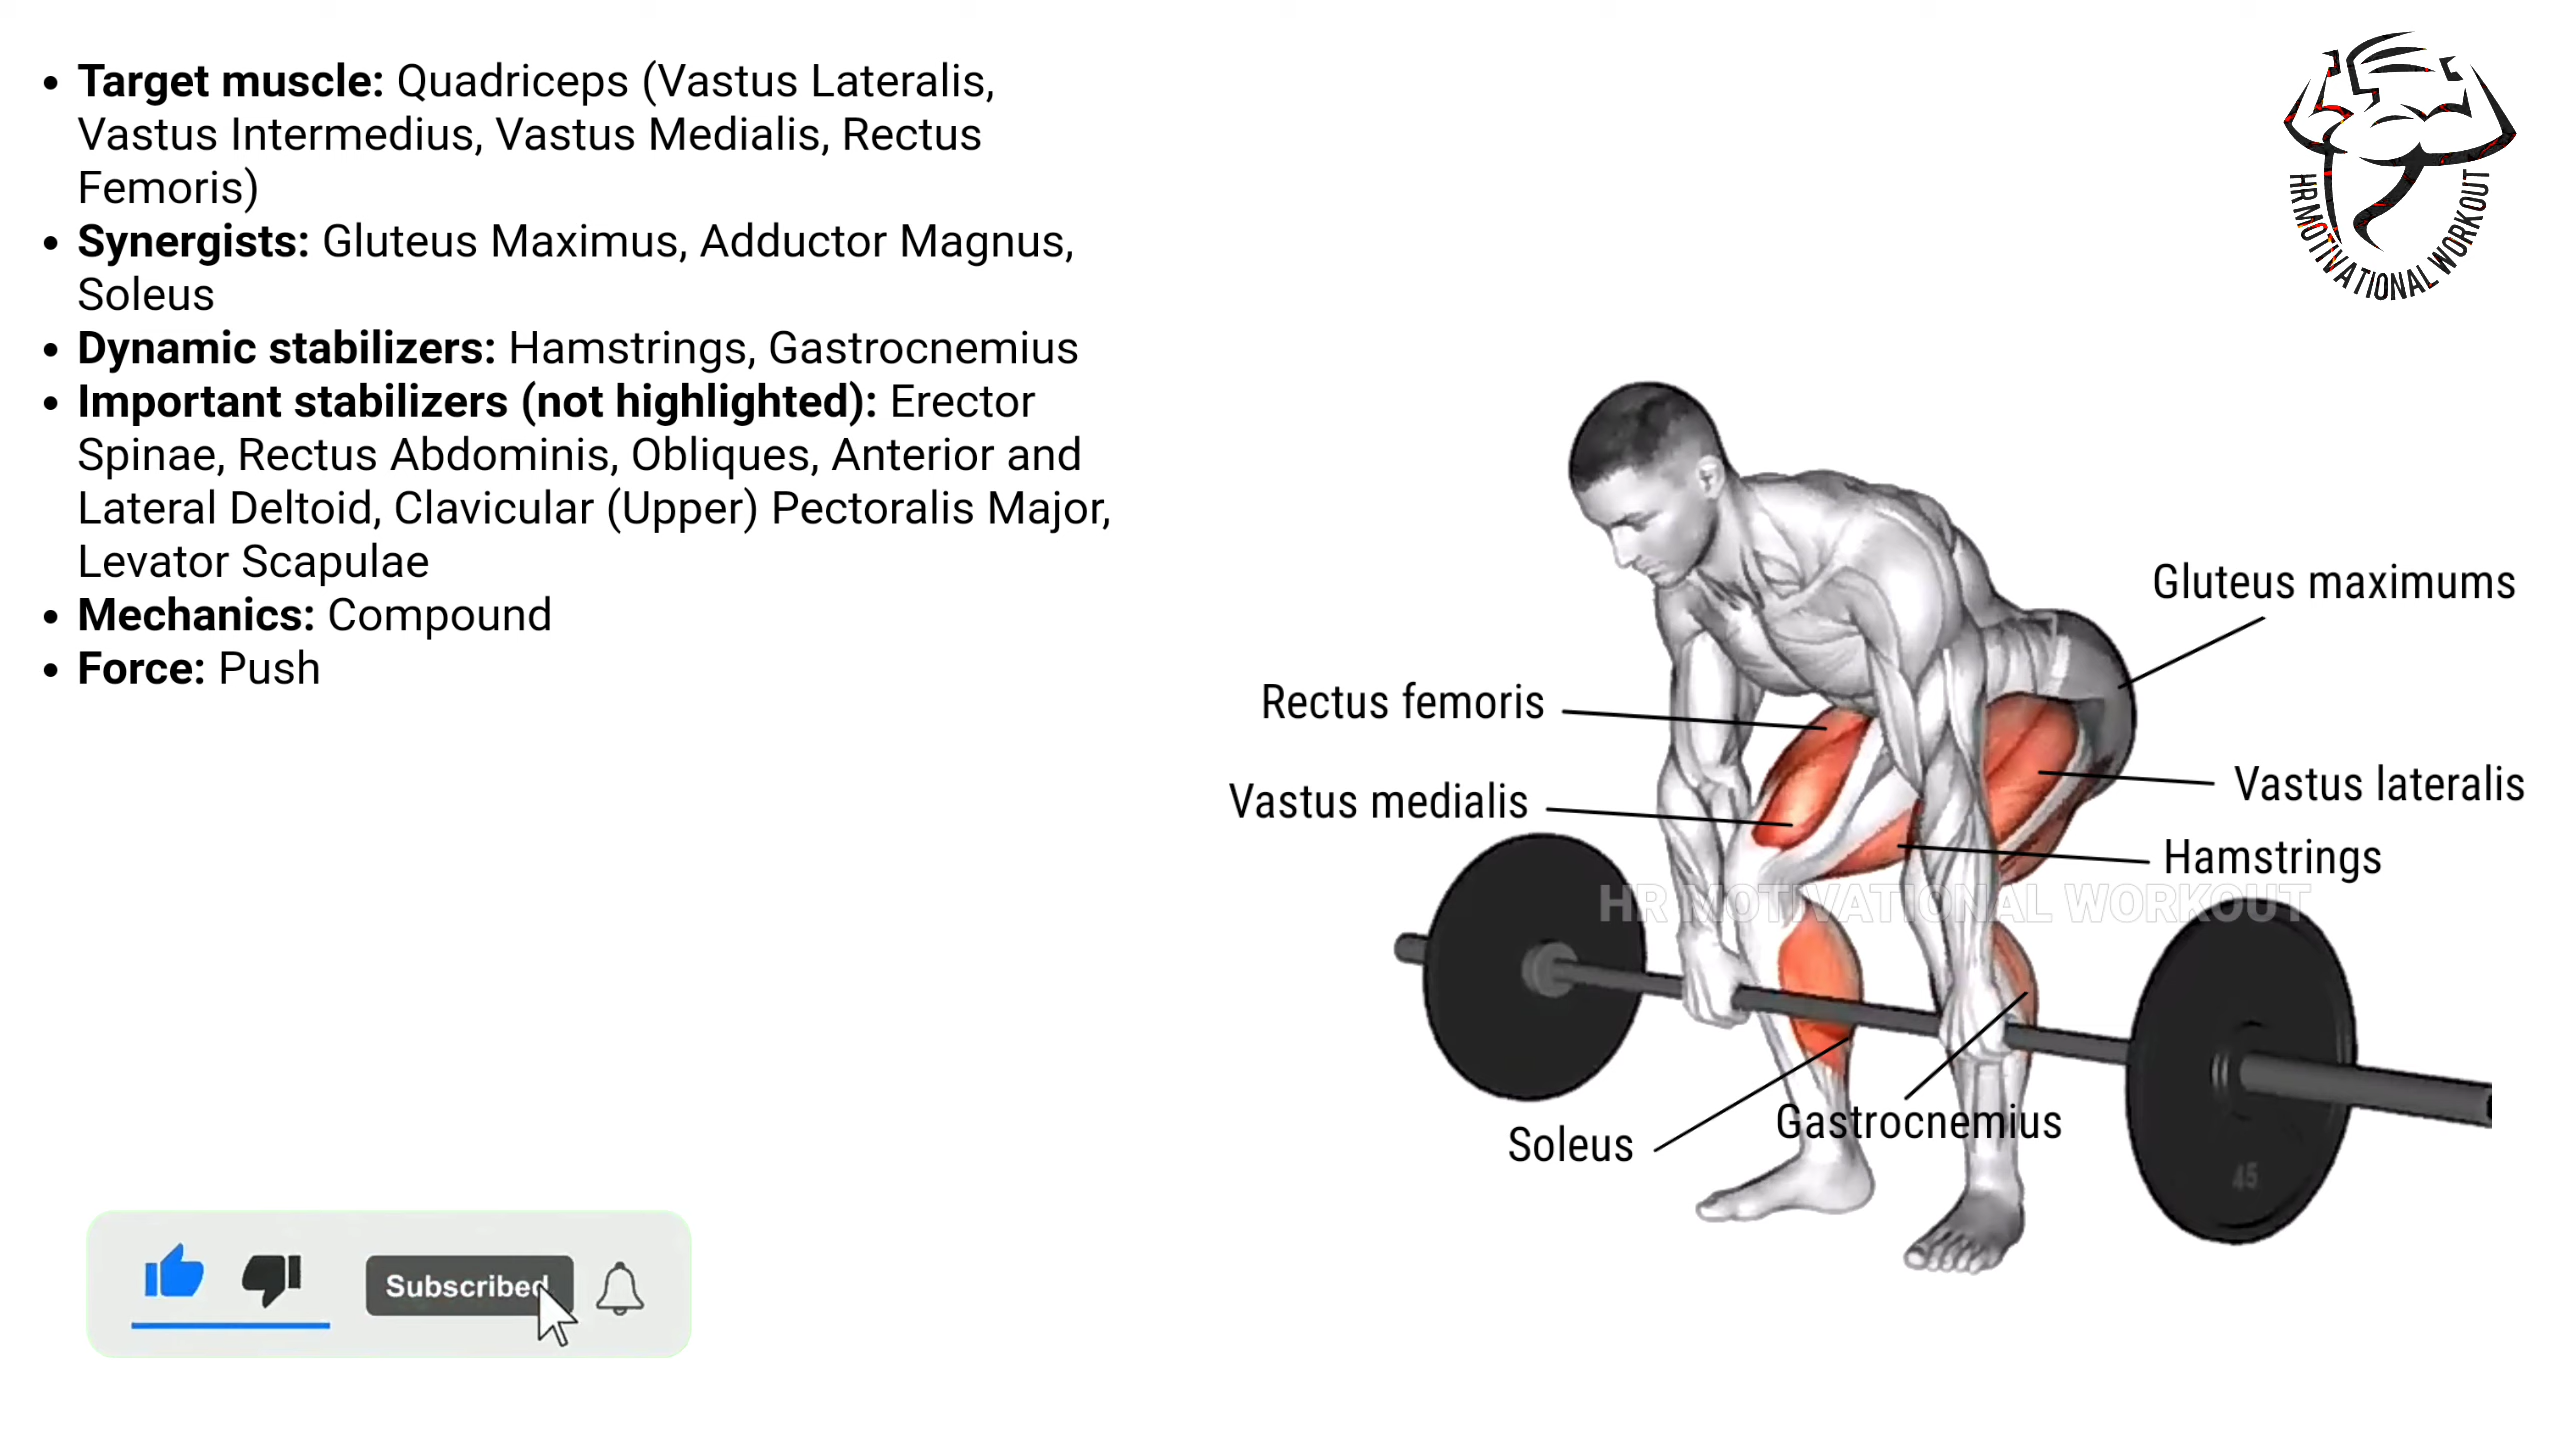 • Target muscle: Quadriceps (Vastus Lateralis,
Vastus Intermedius, Vastus Medialis, Rectus
Femoris)
• Synergists: Gluteus Maximus, Adductor Magnus,
Soleus
• Dynamic stabilizers: Hamstrings, Gastrocnemius
• Important stabilizers (not highlighted): Erector
Spinae, Rectus Abdominis, Obliques, Anterior and
Lateral Deltoid, Clavicular (Upper) Pectoralis Major,
Levator Scapulae
• Mechanics: Compound
• Force: Push
HR MOTIVATIONAL WORKOUT
Gluteus maximums
Rectus femoris
Vastus lateralis
Vastus medialis
Hamstrings
HR MOTIVATIONAL WORKOUT
Gastrocnemius
Soleus
45
Subscribed